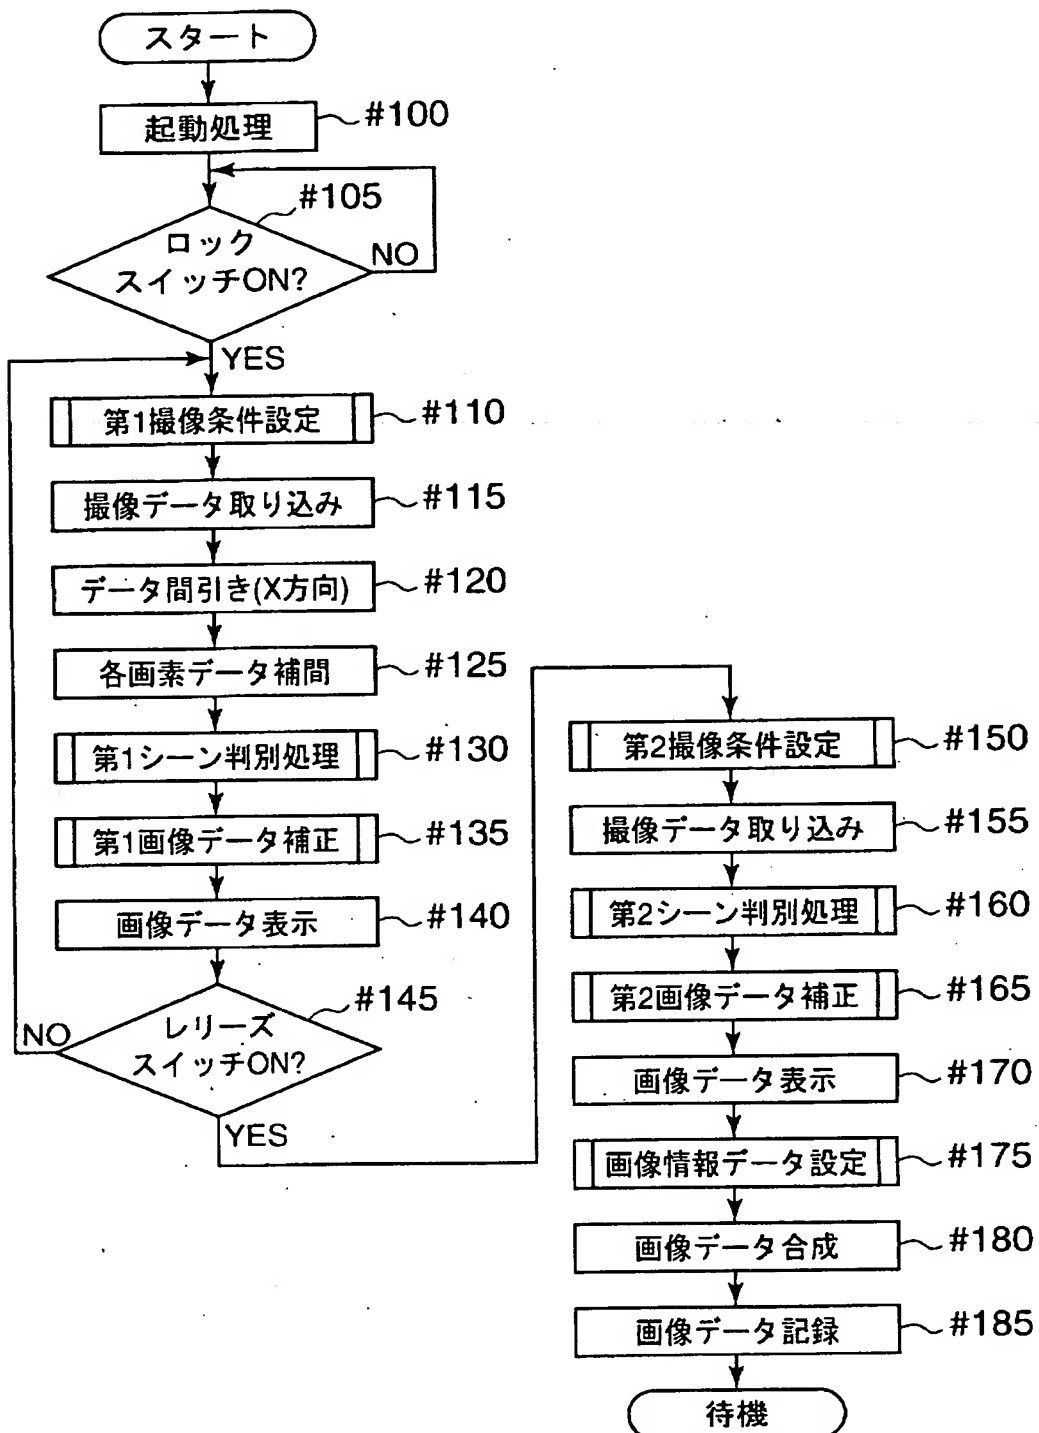 スタート
起動処理 #100
#105
ロック
スイッチON?
NO
YES
第1撮像条件設定 #110
撮像データ取り込み #115
データ間引き(X方向) #120
各画素データ補間 #125
第1シーン判別処理 #130
第1画像データ補正 #135
画像データ表示 #140
#145
レリーズ
スイッチON?
NO
YES
第2撮像条件設定 #150
撮像データ取り込み #155
第2シーン判別処理 #160
第2画像データ補正 #165
画像データ表示 #170
画像情報データ設定 #175
画像データ合成 #180
画像データ記録 #185
待機